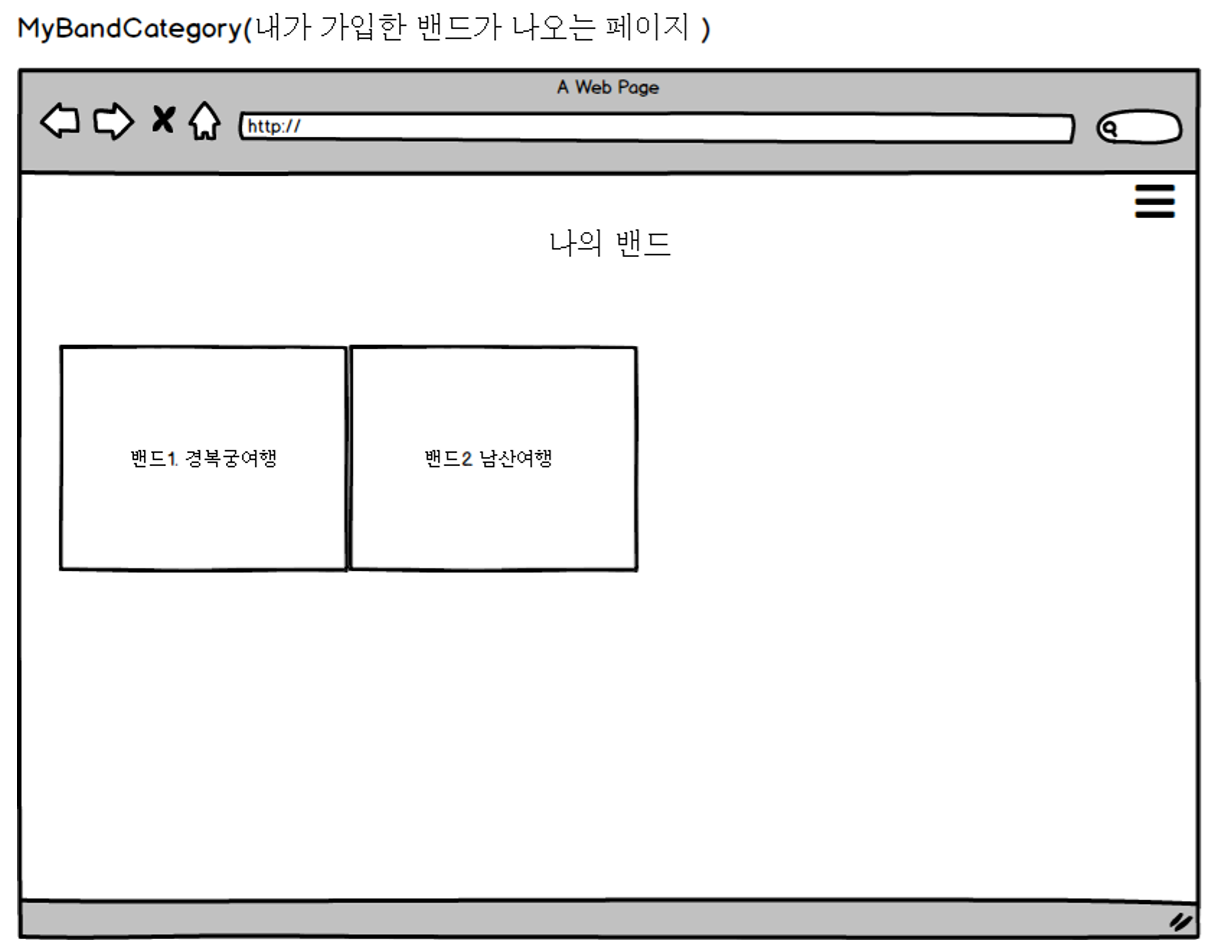 MyBandCategory(내가 가입한 밴드가 나오는 페이지 )
A Web Page
http://
나의 밴드
밴드1. 경복궁여행
밴드2 남산여행